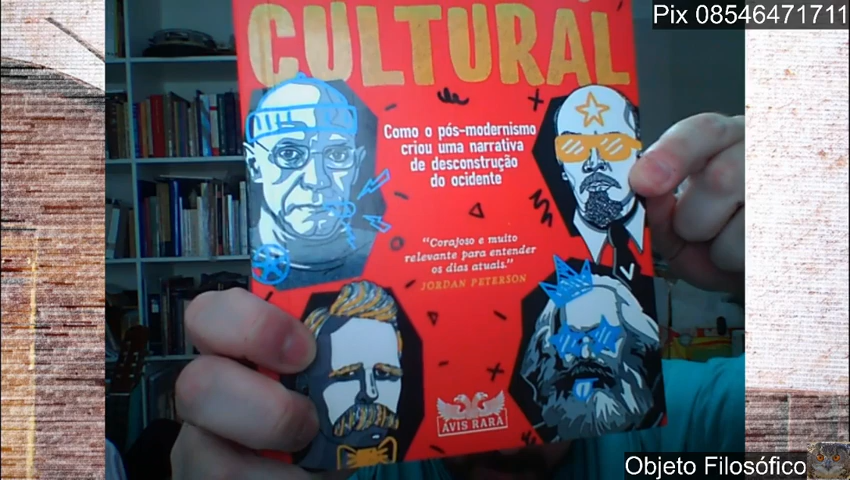 Pix 08546471711
CULTURAL
Como o pós-modernismo
criou uma narrativa
de desconstrução
do ocidente
"Corajoso e muito
relevante para entender
os dias atuais."
JORDAN PETERSON
AVIS RARA
Objeto Filosófico